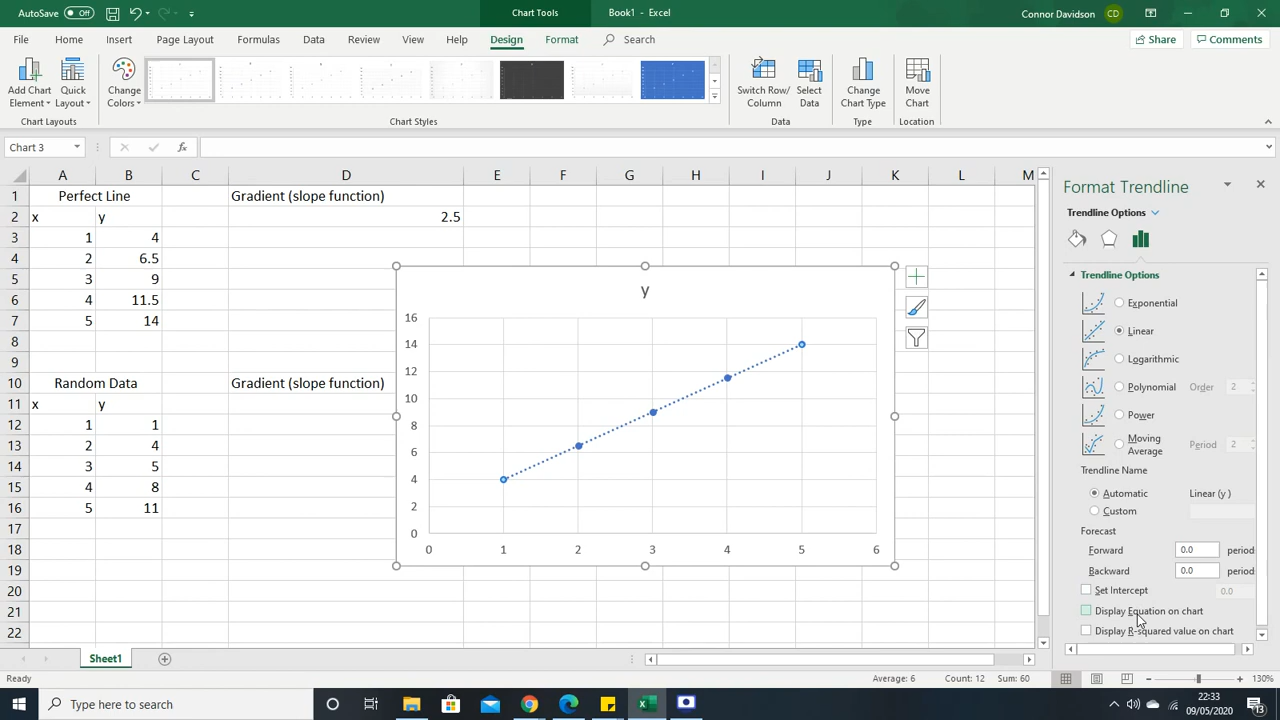 AutoSave Off
Chart Tools
Book1 - Excel
Connor Davidson CD
File Home Insert Page Layout Formulas Data Review View Help Design Format Search Share Comments
Add Chart Element
Quick Layout
Change Colors
Switch Row/Column
Select Data
Change Chart Type
Move Chart
Chart Layouts Chart Styles Data Type Location
Chart 3
fx
A B C D E F G H I J K L M
1 Perfect Line Gradient (slope function)
2 x y 2.5
3 1 4
4 2 6.5
5 3 9
6 4 11.5
7 5 14
8
9
10 Random Data Gradient (slope function)
11 x y
12 1 1
13 2 4
14 3 5
15 4 8
16 5 11
17
18
19
20
21
22
y
16
14
12
10
8
6
4
2
0
0 1 2 3 4 5 6
Format Trendline
Trendline Options
Trendline Options
Exponential
Linear
Logarithmic
Polynomial Order 2
Power
Moving Average Period 2
Trendline Name
Automatic Linear (y )
Custom
Forecast
Forward 0.0 period
Backward 0.0 period
Set Intercept 0.0
Display Equation on chart
Display R-squared value on chart
Sheet1
Ready
Average: 6 Count: 12 Sum: 60
130%
Type here to search
22:33
09/05/2020
13